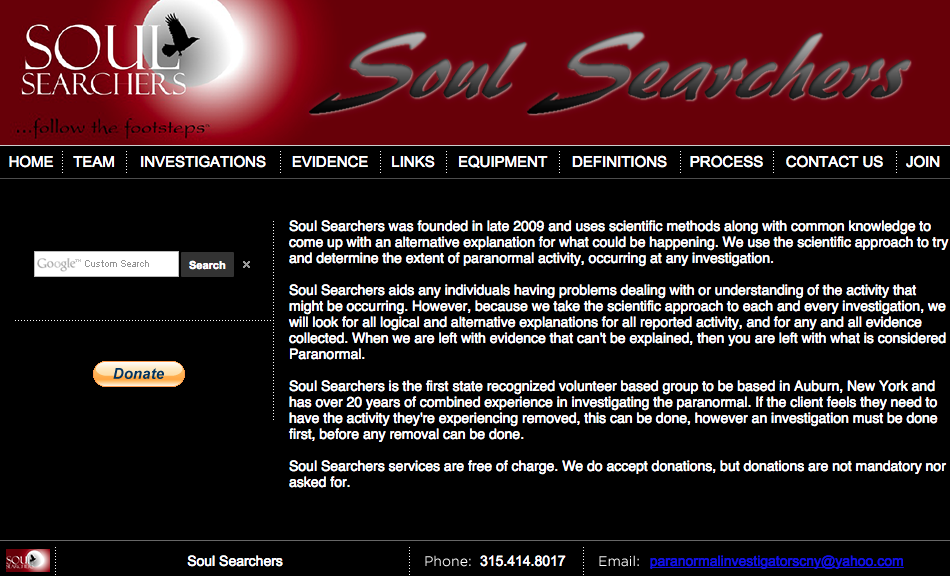 SOUL
SEARCHERS
...follow the footsteps™
Soul Searchers
HOME TEAM INVESTIGATIONS EVIDENCE LINKS EQUIPMENT DEFINITIONS PROCESS CONTACT US JOIN
Google™ Custom Search Search ×
Donate
Soul Searchers was founded in late 2009 and uses scientific methods along with common knowledge to
come up with an alternative explanation for what could be happening. We use the scientific approach to try
and determine the extent of paranormal activity, occurring at any investigation.
Soul Searchers aids any individuals having problems dealing with or understanding of the activity that
might be occurring. However, because we take the scientific approach to each and every investigation, we
will look for all logical and alternative explanations for all reported activity, and for any and all evidence
collected. When we are left with evidence that can't be explained, then you are left with what is considered
Paranormal.
Soul Searchers is the first state recognized volunteer based group to be based in Auburn, New York and
has over 20 years of combined experience in investigating the paranormal. If the client feels they need to
have the activity they're experiencing removed, this can be done, however an investigation must be done
first, before any removal can be done.
Soul Searchers services are free of charge. We do accept donations, but donations are not mandatory nor
asked for.
SOUL
SEARCHERS
Soul Searchers Phone: 315.414.8017 Email: paranormalinvestigatorscny@yahoo.com